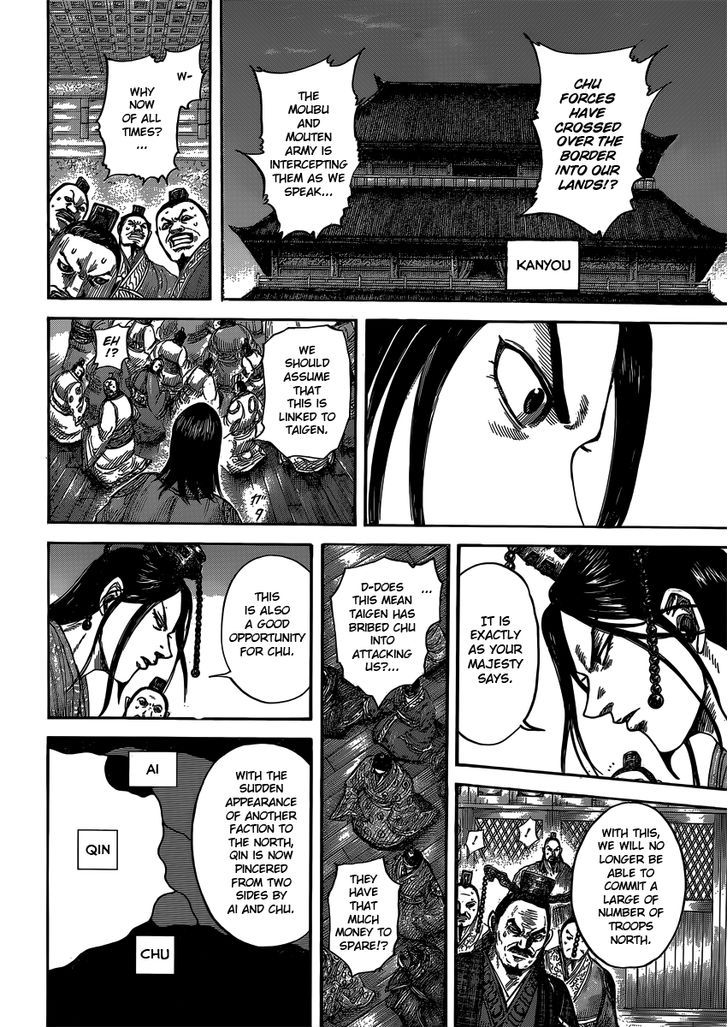 CHU
FORCES
HAVE
CROSSED
OVER THE
BORDER
INTO OUR
LANDS!?
THE
MOUBU
AND
MOUTEN
ARMY IS
INTERCEPTING
THEM AS WE
SPEAK...
KANYOU
W-
WHY
NOW
OF ALL
TIMES?
...
WE
SHOULD
ASSUME
THAT
THIS IS
LINKED TO
TAIGEN.
EH
!?
IT IS
EXACTLY
AS YOUR
MAJESTY
SAYS.
...
D-DOES
THIS MEAN
TAIGEN HAS
BRIBED CHU
INTO
ATTACKING
US?...
THEY
HAVE
THAT
MUCH
MONEY TO
SPARE!?
THIS
IS ALSO
A GOOD
OPPORTUNITY
FOR CHU.
WITH THIS,
WE WILL NO
LONGER BE
ABLE TO
COMMIT A
LARGE OF
NUMBER OF
TROOPS
NORTH.
!
!
WITH THE
SUDDEN
APPEARANCE
OF ANOTHER
FACTION TO
THE NORTH,
QIN IS NOW
PINCERED
FROM TWO
SIDES BY
AI AND CHU.
AI
QIN
CHU